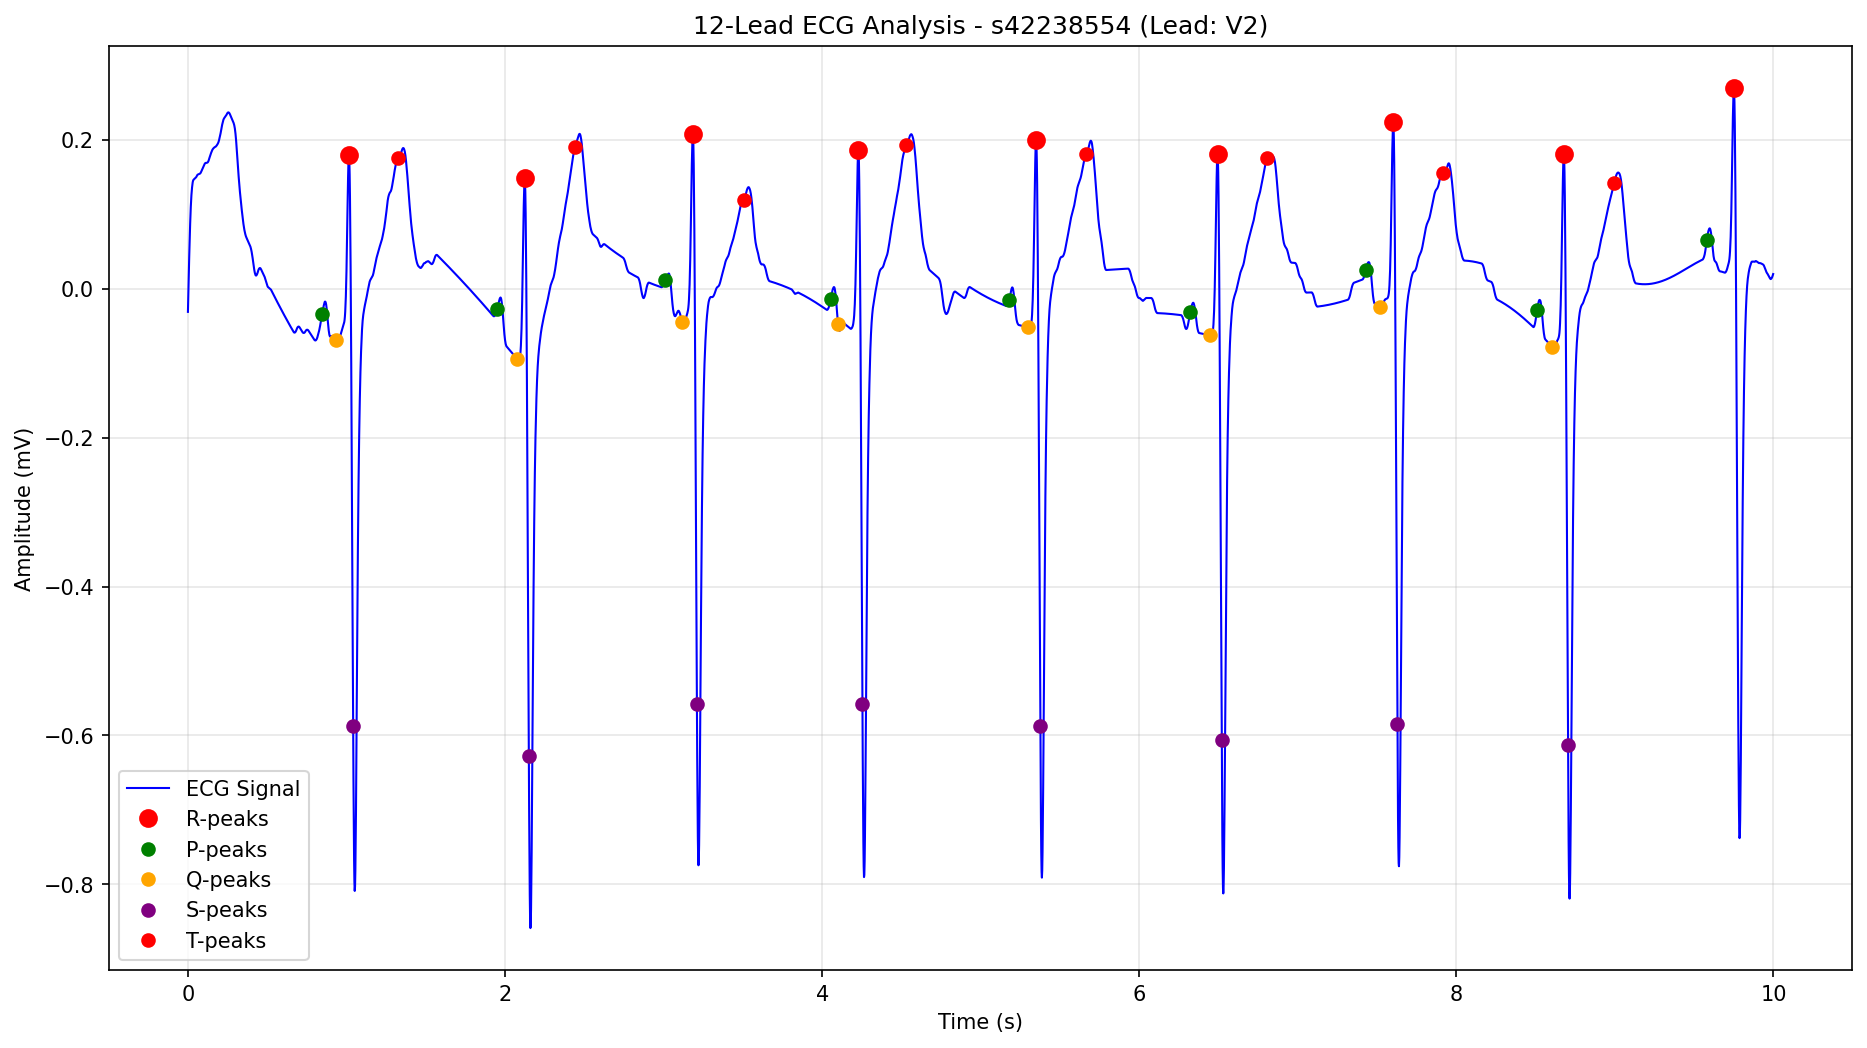 12-Lead ECG Analysis - s42238554 (Lead: V2)
Amplitude (mV)
0.2
0.0
−0.2
−0.4
−0.6
−0.8
ECG Signal
R-peaks
P-peaks
Q-peaks
S-peaks
T-peaks
0 2 4 6 8 10
Time (s)